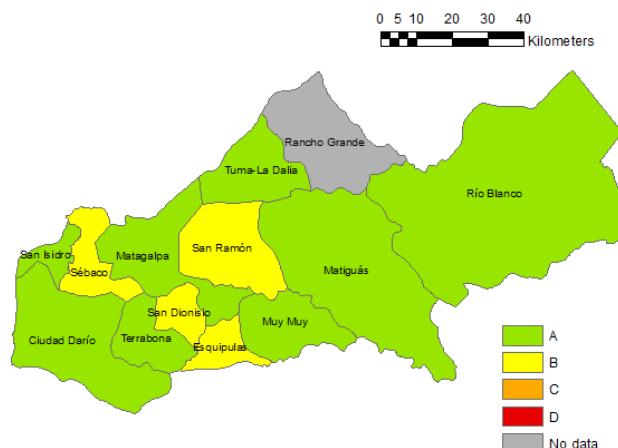 0 5 10 20 30 40
Kilometers
Rancho Grande
Tuma-La Dalia
Río Blanco
San Ramón
San Isidro
Matagalpa
Sébaco
Matiguás
San Dionisio
Muy Muy
Ciudad Darío
Terrabona
Esquipulas
A
B
C
D
No data